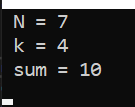 N = 7
k = 4
sum = 10